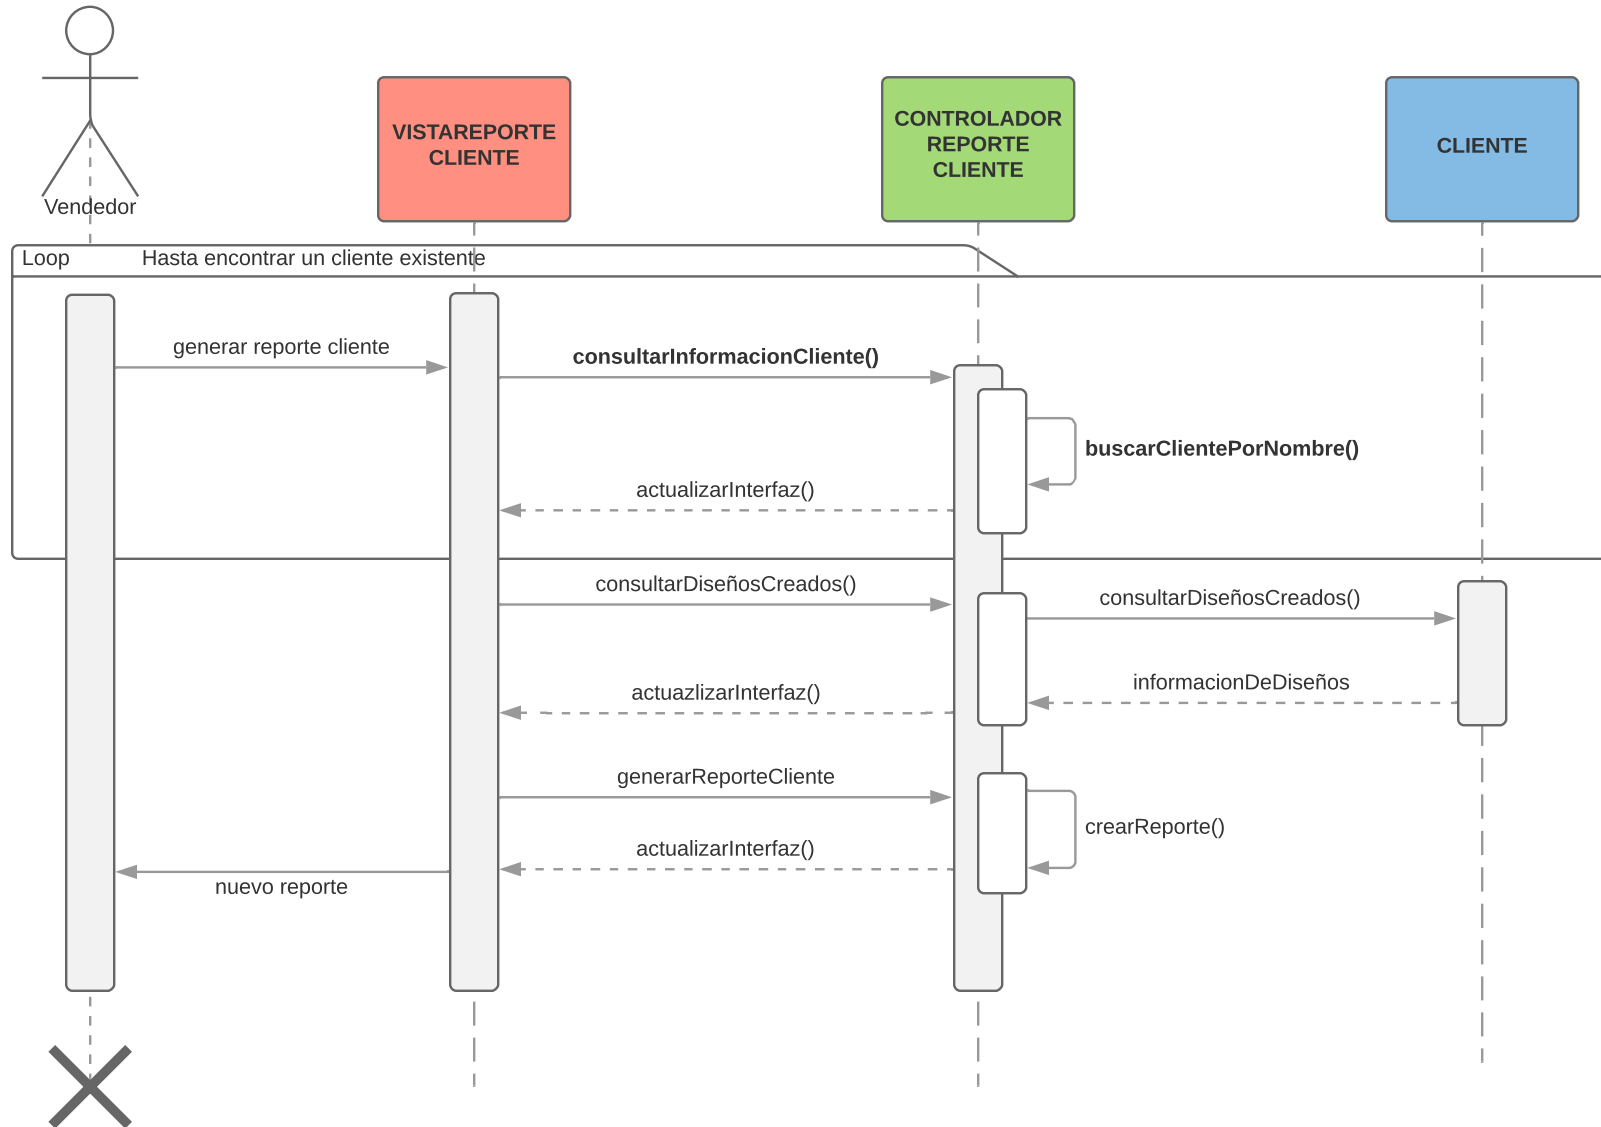 Vendedor
VISTAREPORTE
CLIENTE
CONTROLADOR
REPORTE
CLIENTE
CLIENTE
Loop
Hasta encontrar un cliente existente
generar reporte cliente
consultarInformacionCliente()
buscarClientePorNombre()
actualizarInterfaz()
consultarDiseñosCreados()
consultarDiseñosCreados()
actuazlizarInterfaz()
informacionDeDiseños
generarReporteCliente
crearReporte()
actualizarInterfaz()
nuevo reporte